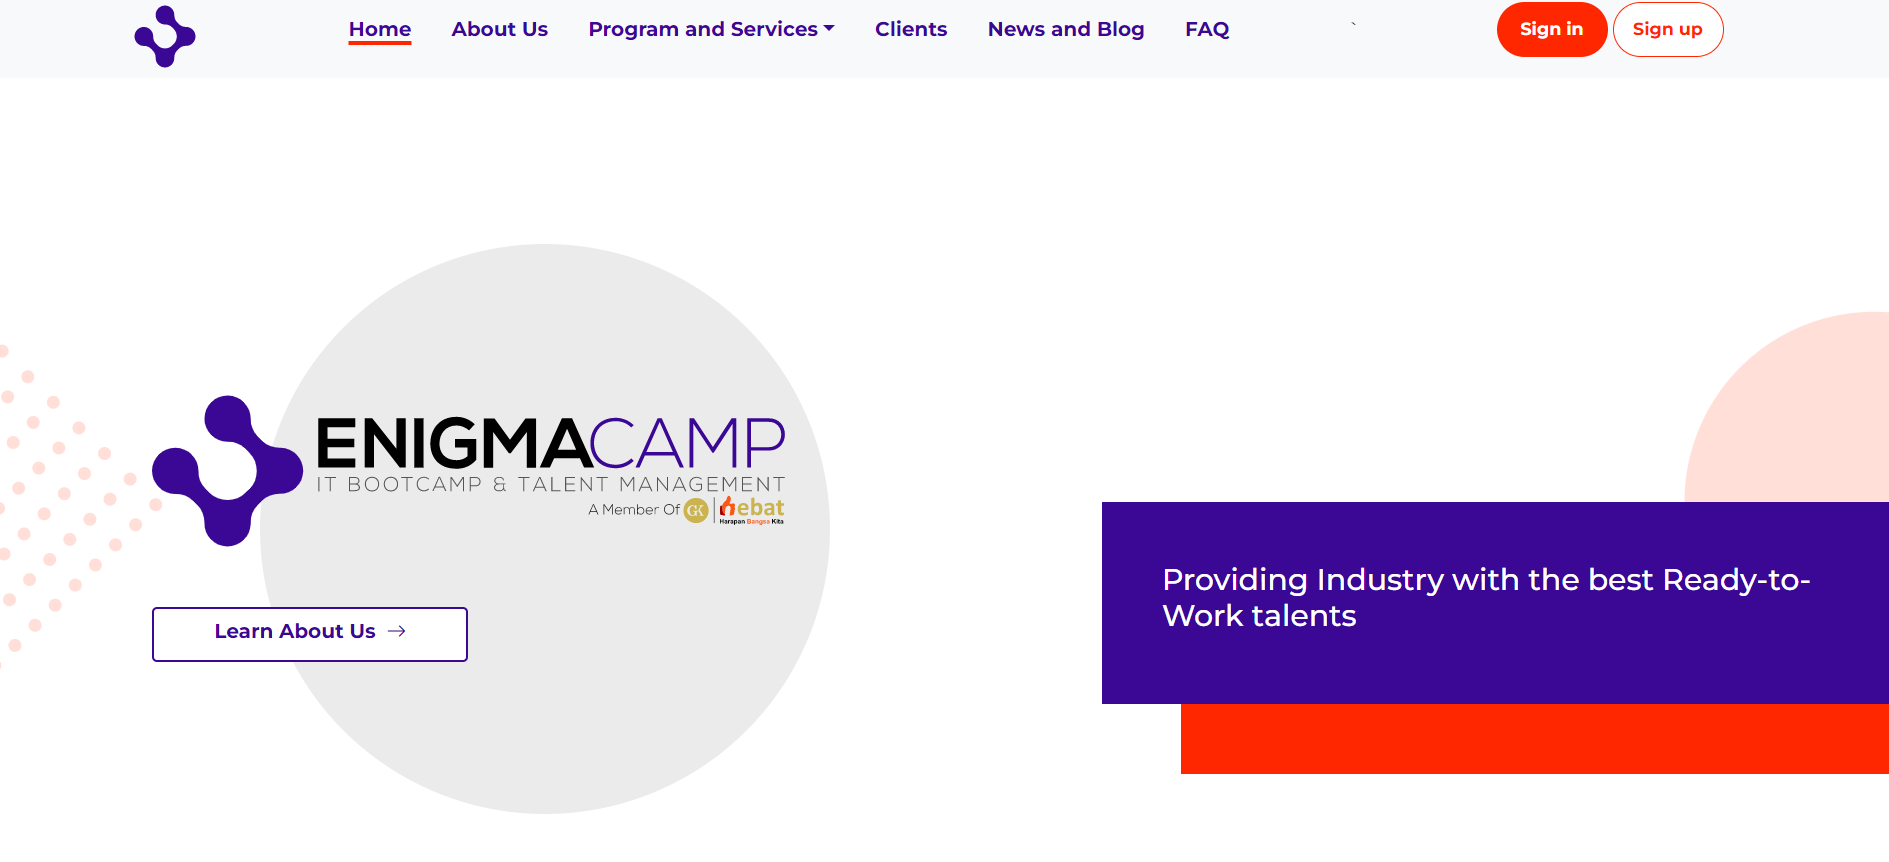 Home About Us Program and Services Clients News and Blog FAQ ` Sign in Sign up
ENIGMACAMP
IT BOOTCAMP & TALENT MANAGEMENT
A Member Of GK hebat
Harapan Bangsa Kita
Learn About Us →
Providing Industry with the best Ready-to-
Work talents